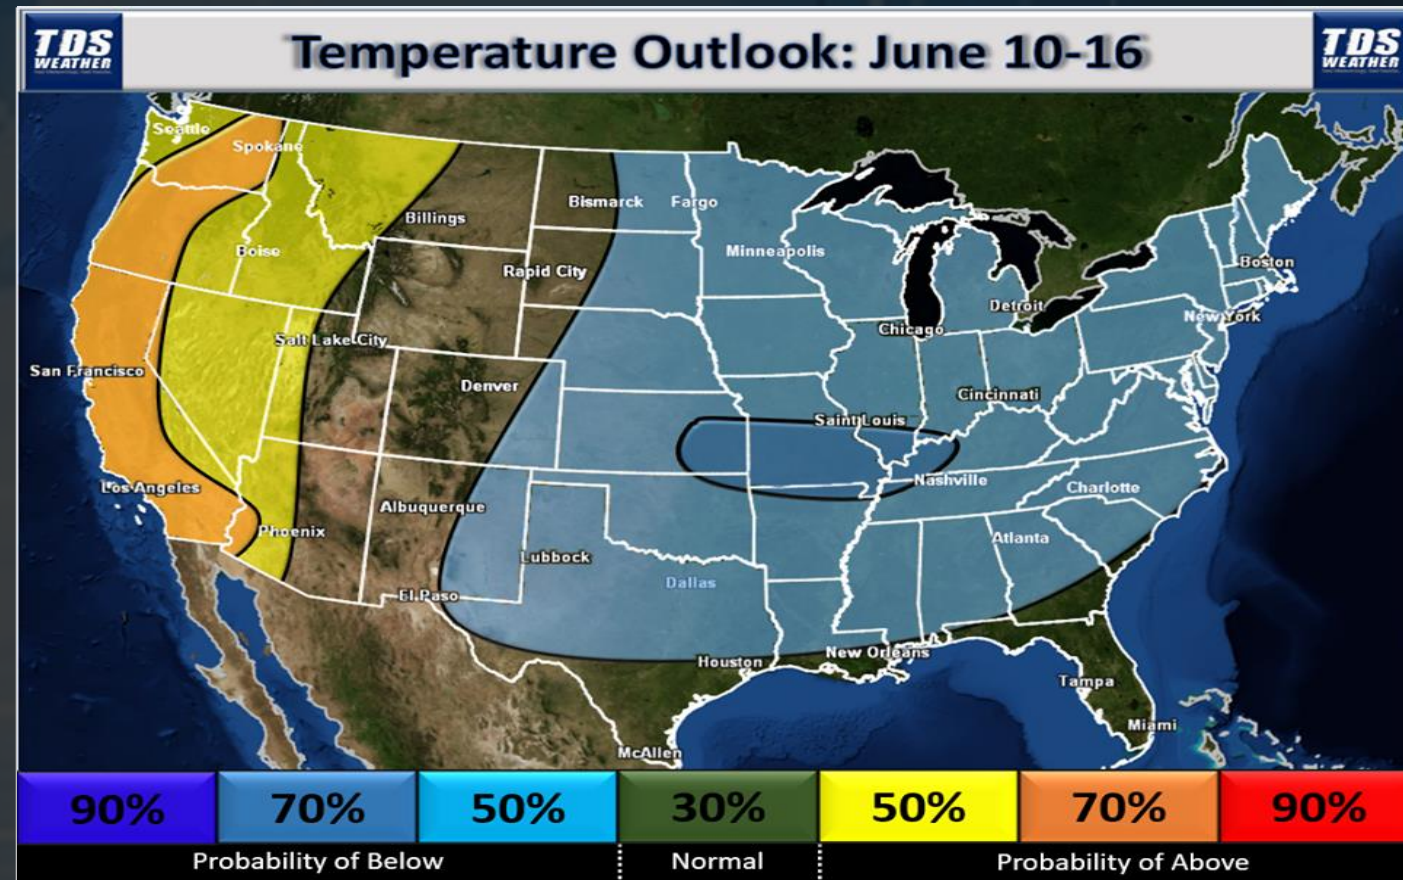 TDS
WEATHER
Temperature Outlook: June 10-16
TDS
WEATHER
Seattle
Spokane
Billings
Bismarck
Fargo
Boise
Minneapolis
Rapid City
Boston
Detroit
New York
Chicago
Salt Lake City
San Francisco
Denver
Cincinnati
Saint Louis
Los Angeles
Nashville
Charlotte
Albuquerque
Phoenix
Atlanta
Lubbock
Dallas
El Paso
New Orleans
Houston
Tampa
Miami
McAllen
90% 70% 50% 30% 50% 70% 90%
Probability of Below Normal Probability of Above